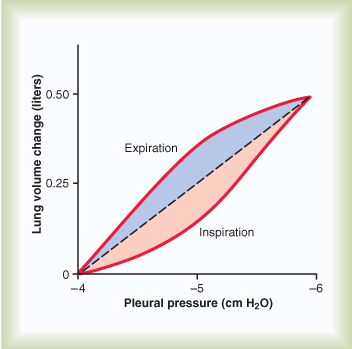 Lung volume change (liters)
0.50
0.25
0
Expiration
Inspiration
–4
–5
–6
Pleural pressure (cm H₂O)